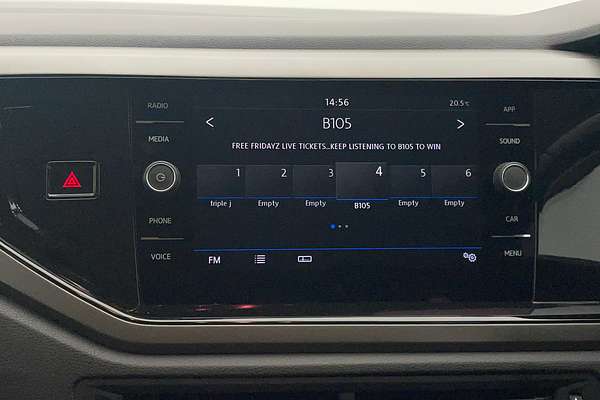 RADIO
MEDIA
PHONE
VOICE
14:56
20.5°C
< B105 >
FREE FRIDAYZ LIVE TICKETS..KEEP LISTENING TO B105 TO WIN
1 2 3 4 5 6
triple j Empty Empty B105 Empty Empty
FM
APP
SOUND
CAR
MENU